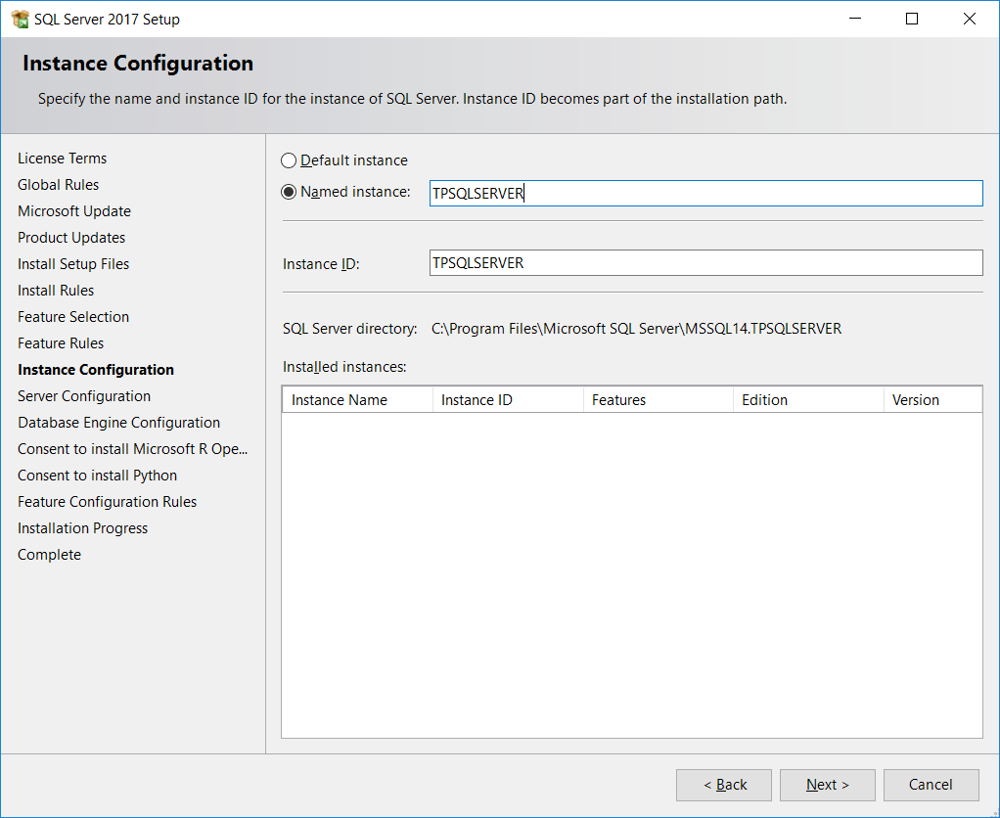 SQL Server 2017 Setup
Instance Configuration
Specify the name and instance ID for the instance of SQL Server. Instance ID becomes part of the installation path.
License Terms
Global Rules
Microsoft Update
Product Updates
Install Setup Files
Install Rules
Feature Selection
Feature Rules
Instance Configuration
Server Configuration
Database Engine Configuration
Consent to install Microsoft R Ope...
Consent to install Python
Feature Configuration Rules
Installation Progress
Complete
Default instance
Named instance: TPSQLSERVER
Instance ID: TPSQLSERVER
SQL Server directory: C:\Program Files\Microsoft SQL Server\MSSQL14.TPSQLSERVER
Installed instances:
Instance Name Instance ID Features Edition Version
< Back Next > Cancel